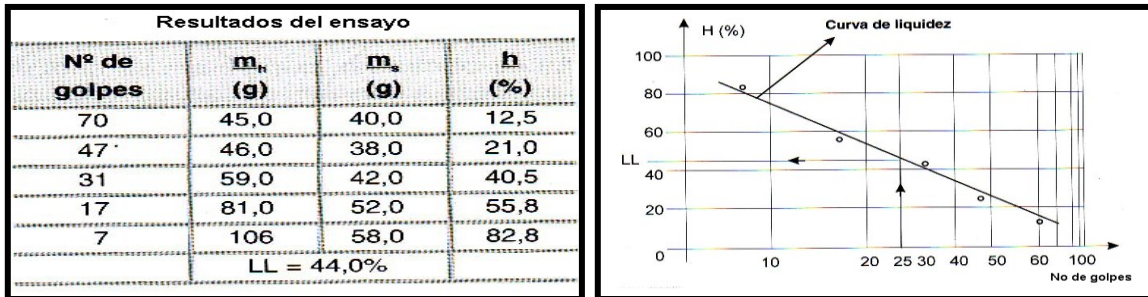 Resultados del ensayo
Nº de golpes m_h (g) m_s (g) h (%)
70 45,0 40,0 12,5
47 46,0 38,0 21,0
31 59,0 42,0 40,5
17 81,0 52,0 55,8
7 106 58,0 82,8
LL = 44,0%
H (%)
Curva de liquidez
100
80
60
LL
40
20
0
10 20 25 30 40 50 60 100
No de golpes